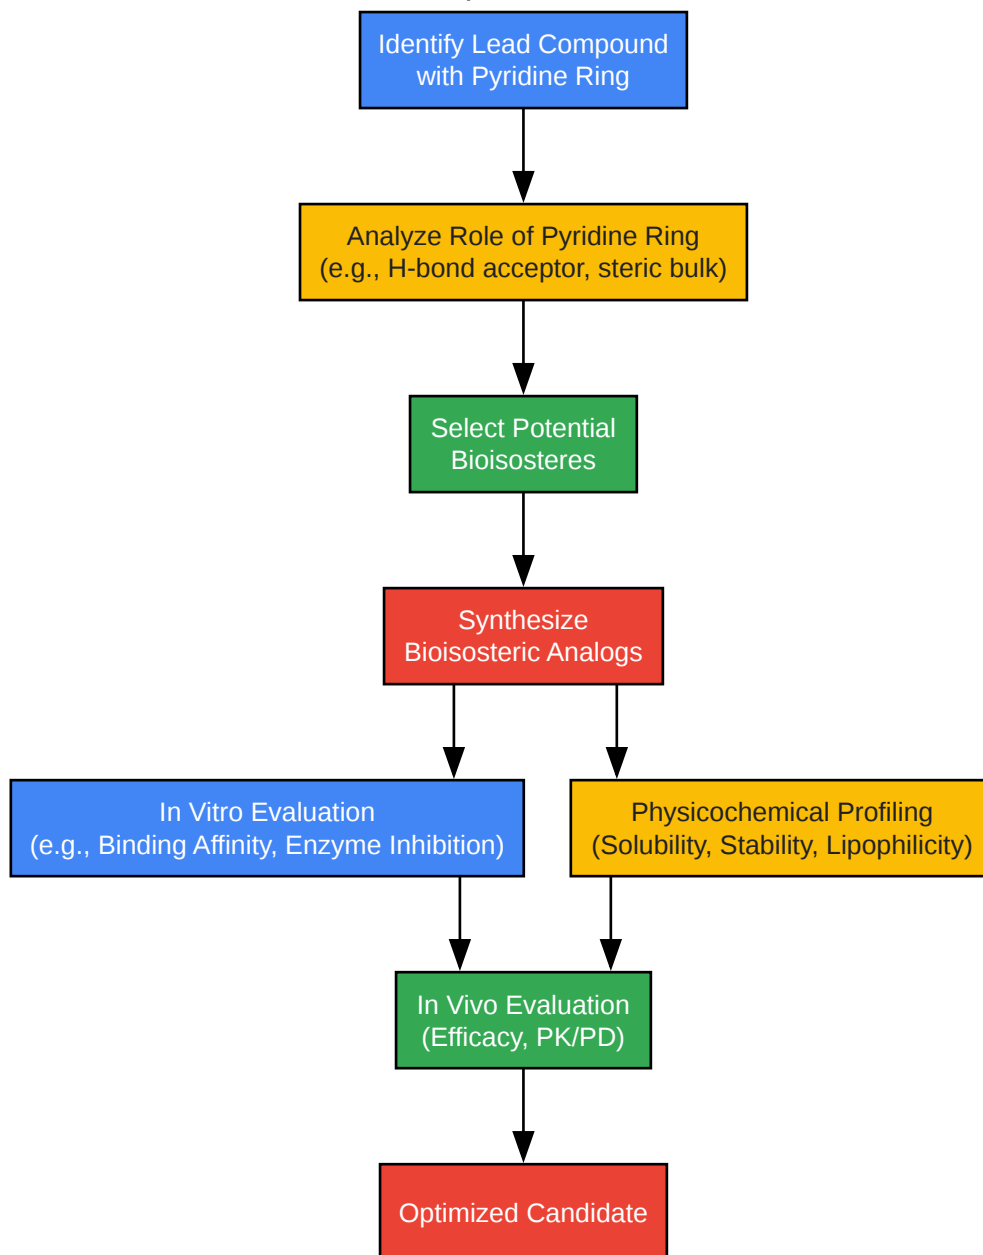 Identify Lead Compound
with Pyridine Ring
Analyze Role of Pyridine Ring
(e.g., H-bond acceptor, steric bulk)
Select Potential
Bioisosteres
Synthesize
Bioisosteric Analogs
In Vitro Evaluation
(e.g., Binding Affinity, Enzyme Inhibition)
Physicochemical Profiling
(Solubility, Stability, Lipophilicity)
In Vivo Evaluation
(Efficacy, PK/PD)
Optimized Candidate